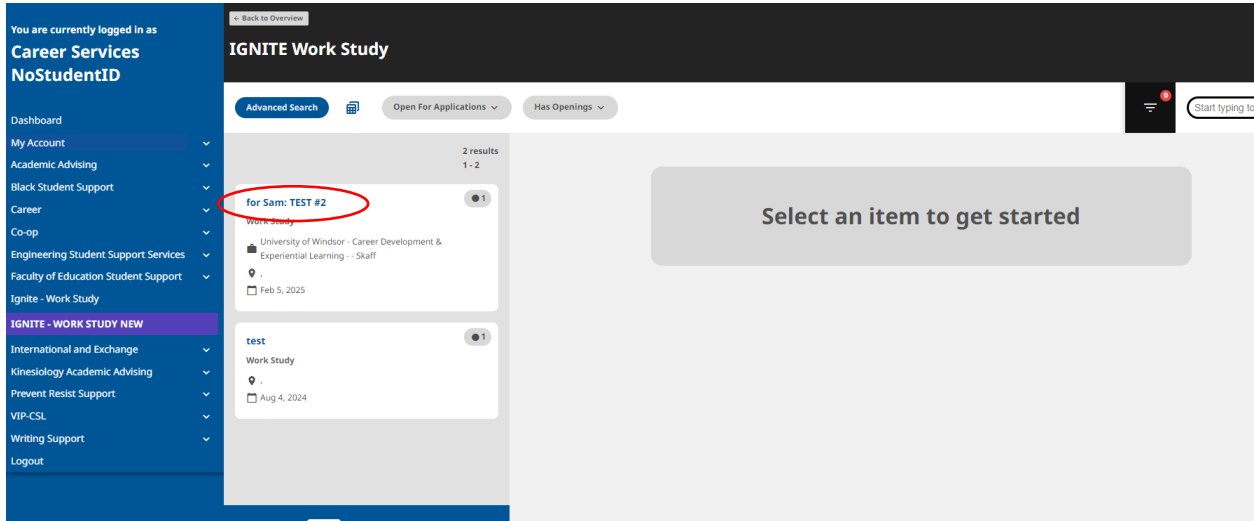 You are currently logged in as
Career Services
NoStudentID
Dashboard
My Account
Academic Advising
Black Student Support
Career
Co-op
Engineering Student Support Services
Faculty of Education Student Support
Ignite - Work Study
IGNITE - WORK STUDY NEW
International and Exchange
Kinesiology Academic Advising
Prevent Resist Support
VIP-CSL
Writing Support
Logout
← Back to Overview
IGNITE Work Study
Advanced Search
Open For Applications
Has Openings
0
Start typing to
2 results
1 - 2
for Sam: TEST #2
1
Work Study
University of Windsor - Career Development &
Experiential Learning - - Skaff
,
Feb 5, 2025
test
1
Work Study
,
Aug 4, 2024
Select an item to get started